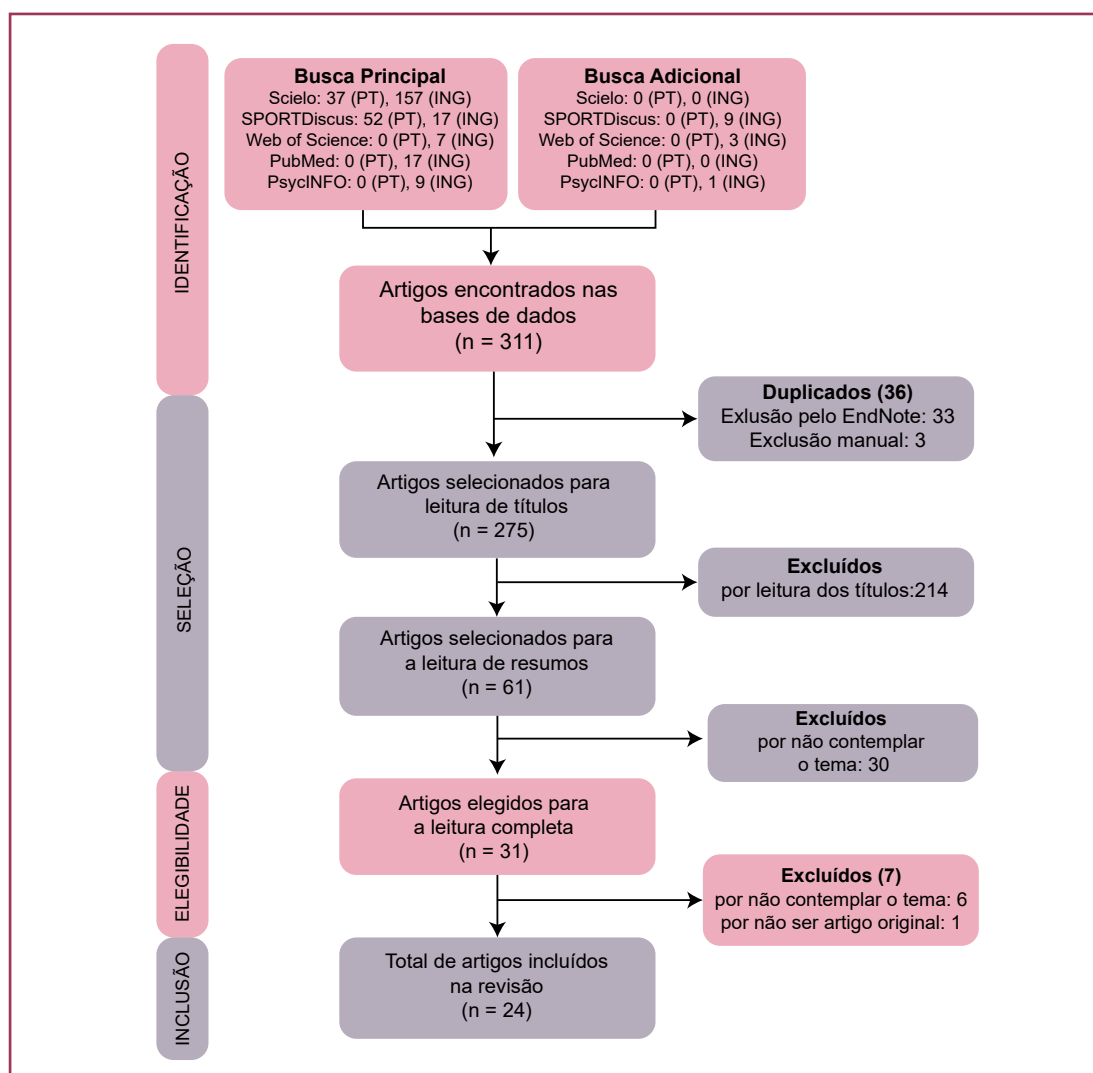 IDENTIFICAÇÃO
Busca Principal
Scielo: 37 (PT), 157 (ING)
SPORTDiscus: 52 (PT), 17 (ING)
Web of Science: 0 (PT), 7 (ING)
PubMed: 0 (PT), 17 (ING)
PsycINFO: 0 (PT), 9 (ING)
Busca Adicional
Scielo: 0 (PT), 0 (ING)
SPORTDiscus: 0 (PT), 9 (ING)
Web of Science: 0 (PT), 3 (ING)
PubMed: 0 (PT), 0 (ING)
PsycINFO: 0 (PT), 1 (ING)
Artigos encontrados nas
bases de dados
(n = 311)
SELEÇÃO
Duplicados (36)
Exlusão pelo EndNote: 33
Exclusão manual: 3
Artigos selecionados para
leitura de títulos
(n = 275)
Excluídos
por leitura dos títulos:214
Artigos selecionados para
a leitura de resumos
(n = 61)
Excluídos
por não contemplar
o tema: 30
ELEGIBILIDADE
Artigos elegidos para
a leitura completa
(n = 31)
Excluídos (7)
por não contemplar o tema: 6
por não ser artigo original: 1
INCLUSÃO
Total de artigos incluídos
na revisão
(n = 24)